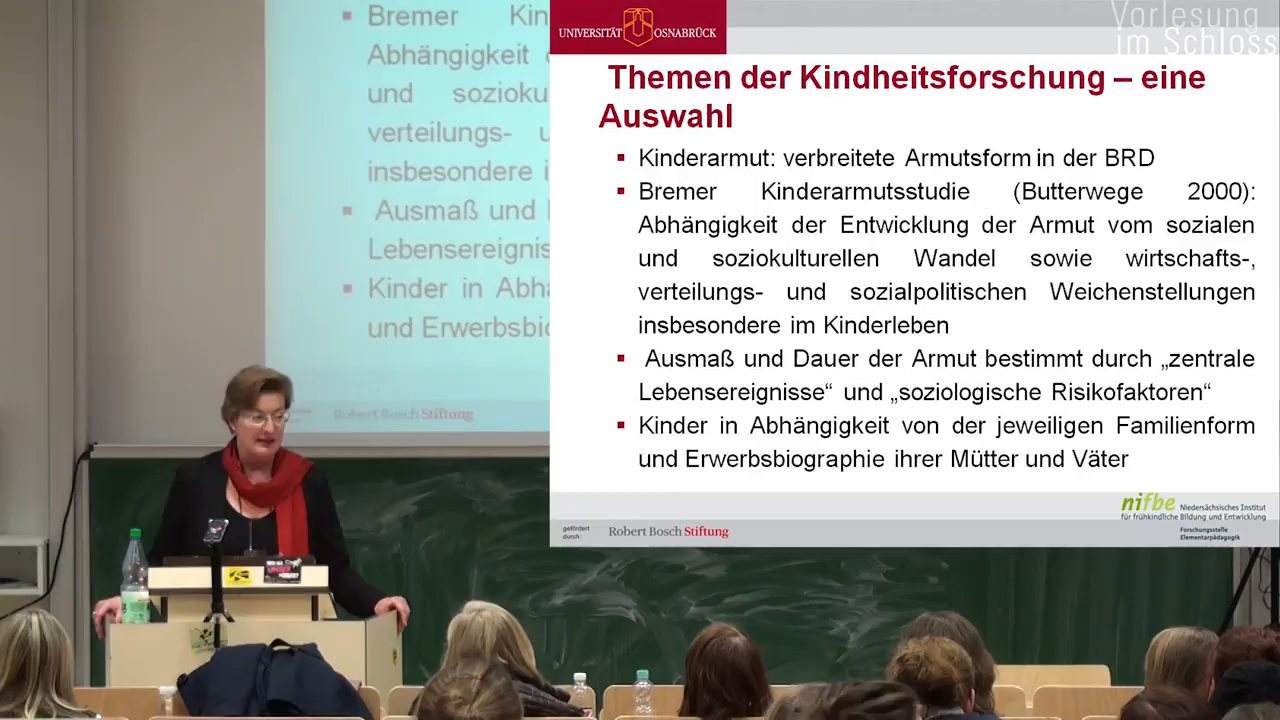 Bremer Kin
Abhängigkeit
und sozioku
verteilungs- u
insbesondere i
Ausmaß und
Lebensereignis
Kinder in Abh
und Erwerbsbio
Robert Bosch Stiftung
UNIVERSITÄT OSNABRÜCK
Vorlesung
im Schloss
Themen der Kindheitsforschung – eine
Auswahl
Kinderarmut: verbreitete Armutsform in der BRD
Bremer Kinderarmutsstudie (Butterwege 2000):
Abhängigkeit der Entwicklung der Armut vom sozialen
und soziokulturellen Wandel sowie wirtschafts-,
verteilungs- und sozialpolitischen Weichenstellungen
insbesondere im Kinderleben
Ausmaß und Dauer der Armut bestimmt durch „zentrale
Lebensereignisse“ und „soziologische Risikofaktoren“
Kinder in Abhängigkeit von der jeweiligen Familienform
und Erwerbsbiographie ihrer Mütter und Väter
nifbe Niedersächsisches Institut
für frühkindliche Bildung und Entwicklung
Forschungsstelle
Elementarpädagogik
gefördert
durch:
Robert Bosch Stiftung